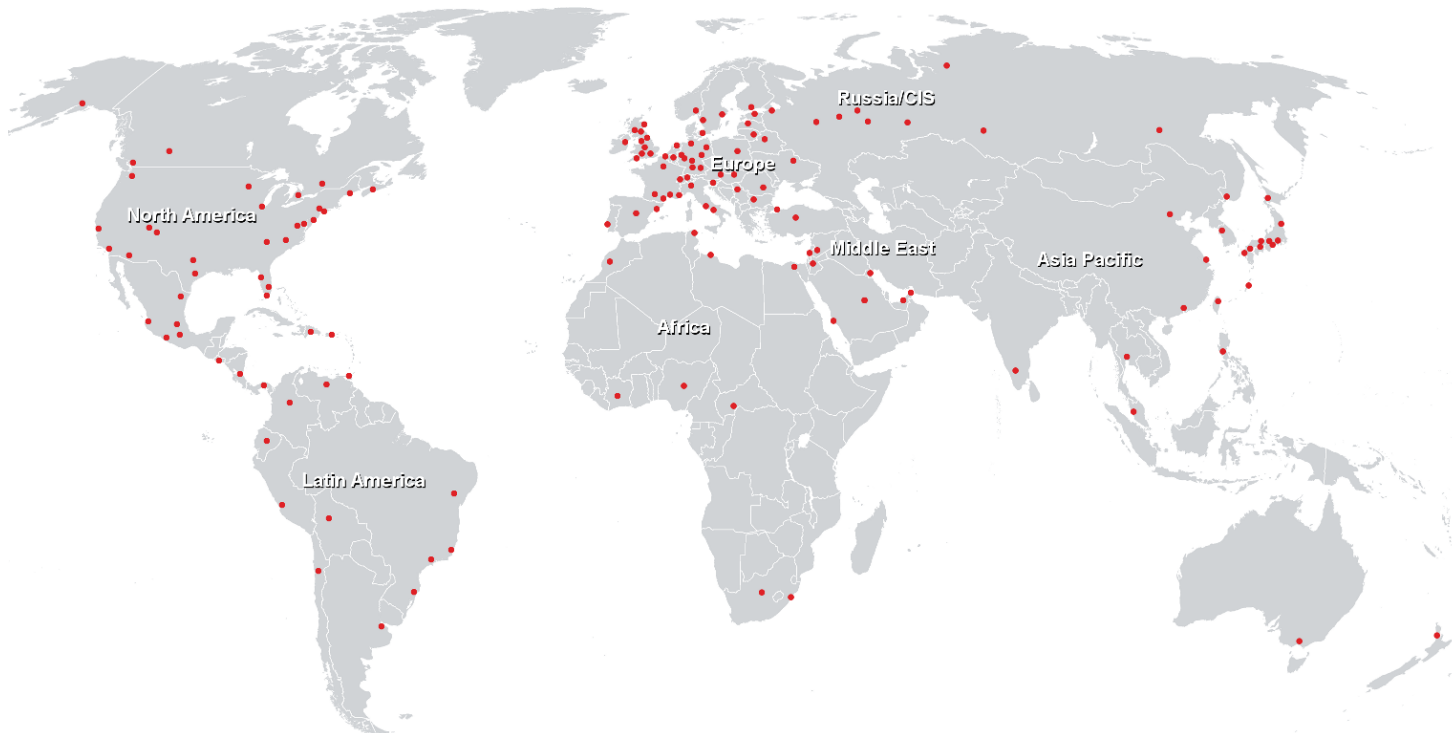 Russia/CIS
Europe
North America
Middle East
Asia Pacific
Africa
Latin America